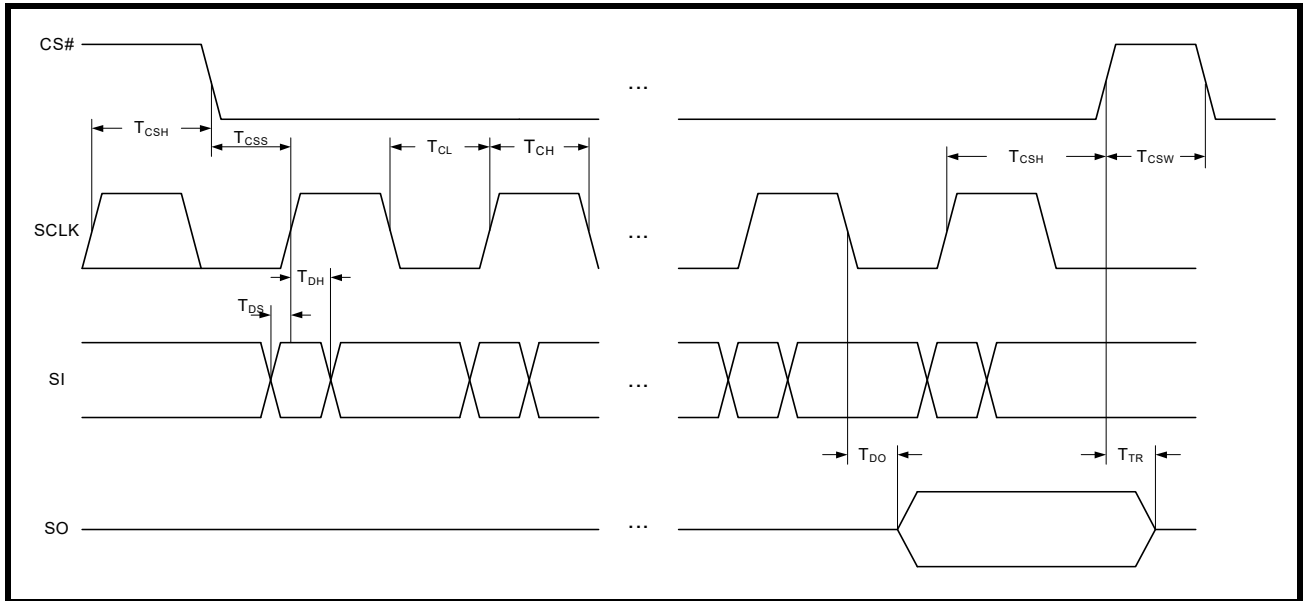 CS#
...
T_CSH
T_CSS
T_CL
T_CH
T_CSH
T_CSW
SCLK
...
T_DH
T_DS
SI
...
T_DO
T_TR
SO
...